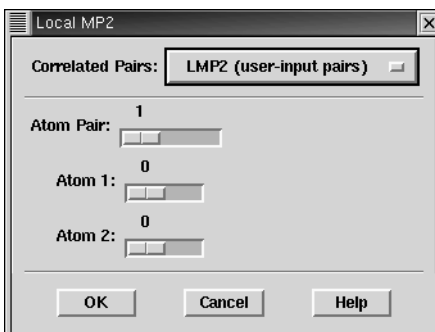 Local MP2
Correlated Pairs: LMP2 (user-input pairs)
1
Atom Pair:
0
Atom 1:
0
Atom 2:
OK Cancel Help